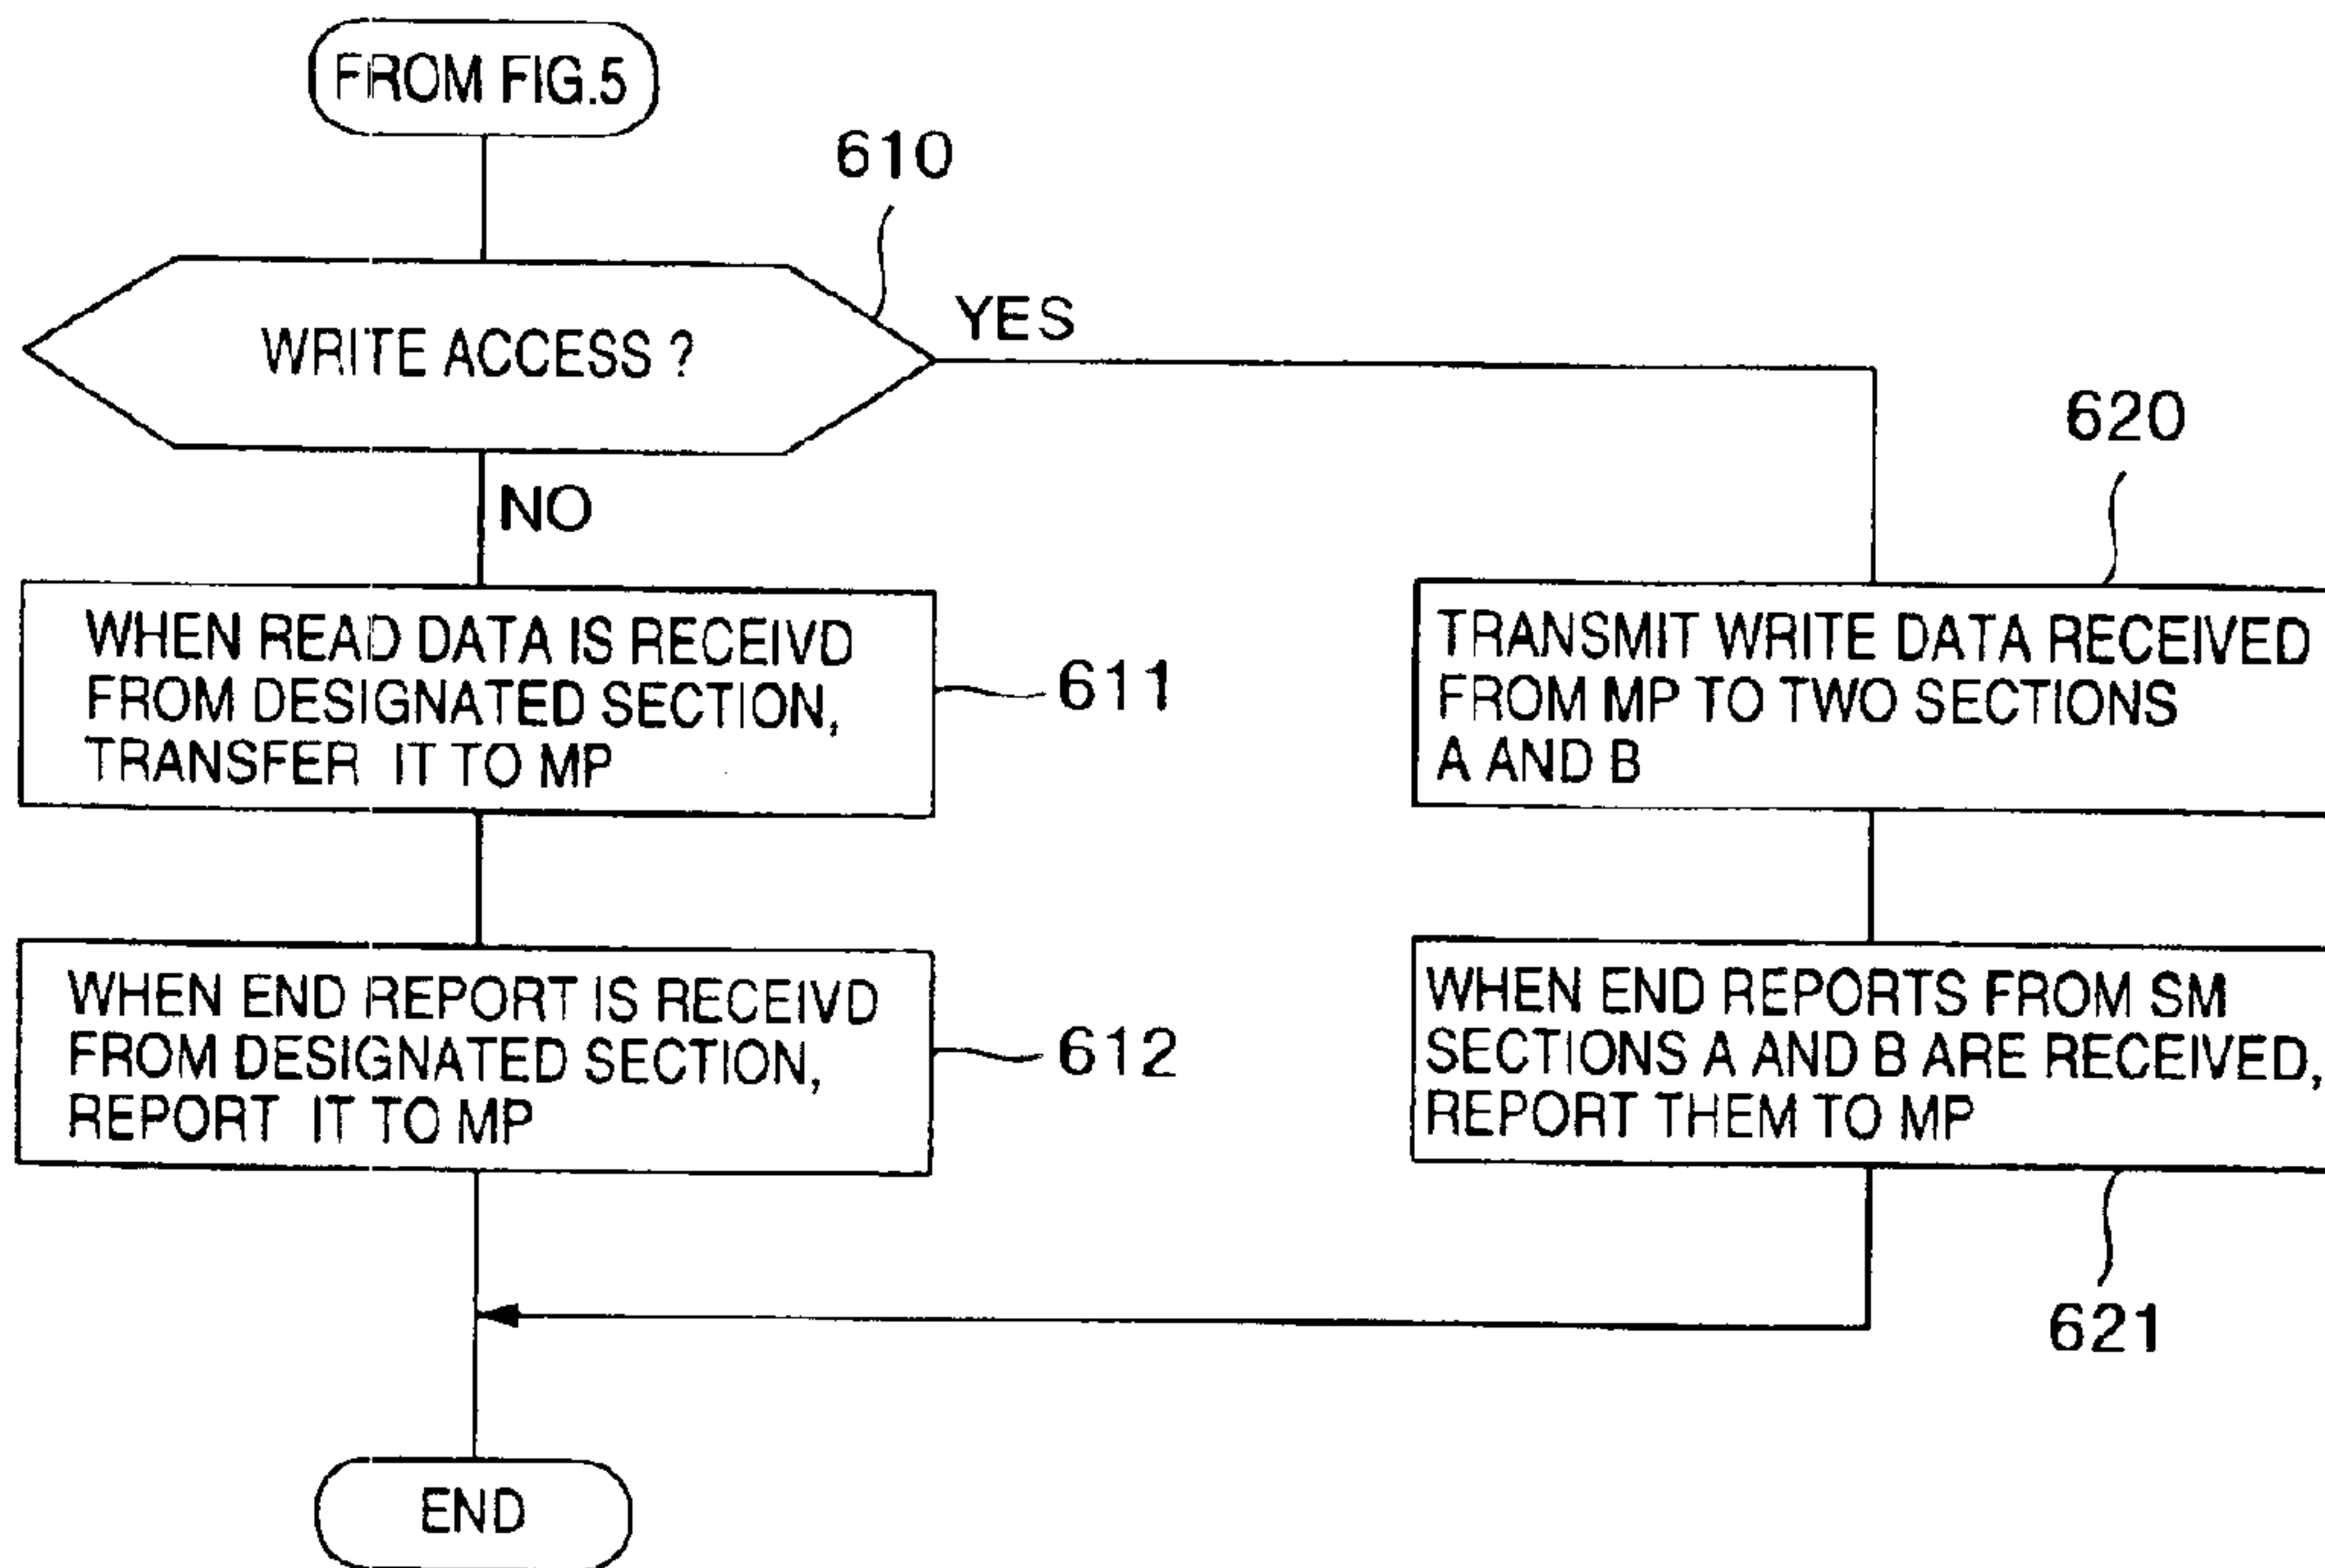 FROM FIG.5
610
WRITE ACCESS ?
YES
NO
620
WHEN READ DATA IS RECEIVD
FROM DESIGNATED SECTION,
TRANSFER IT TO MP
611
TRANSMIT WRITE DATA RECEIVED
FROM MP TO TWO SECTIONS
A AND B
WHEN END REPORT IS RECEIVD
FROM DESIGNATED SECTION,
REPORT IT TO MP
612
WHEN END REPORTS FROM SM
SECTIONS A AND B ARE RECEIVED,
REPORT THEM TO MP
621
END